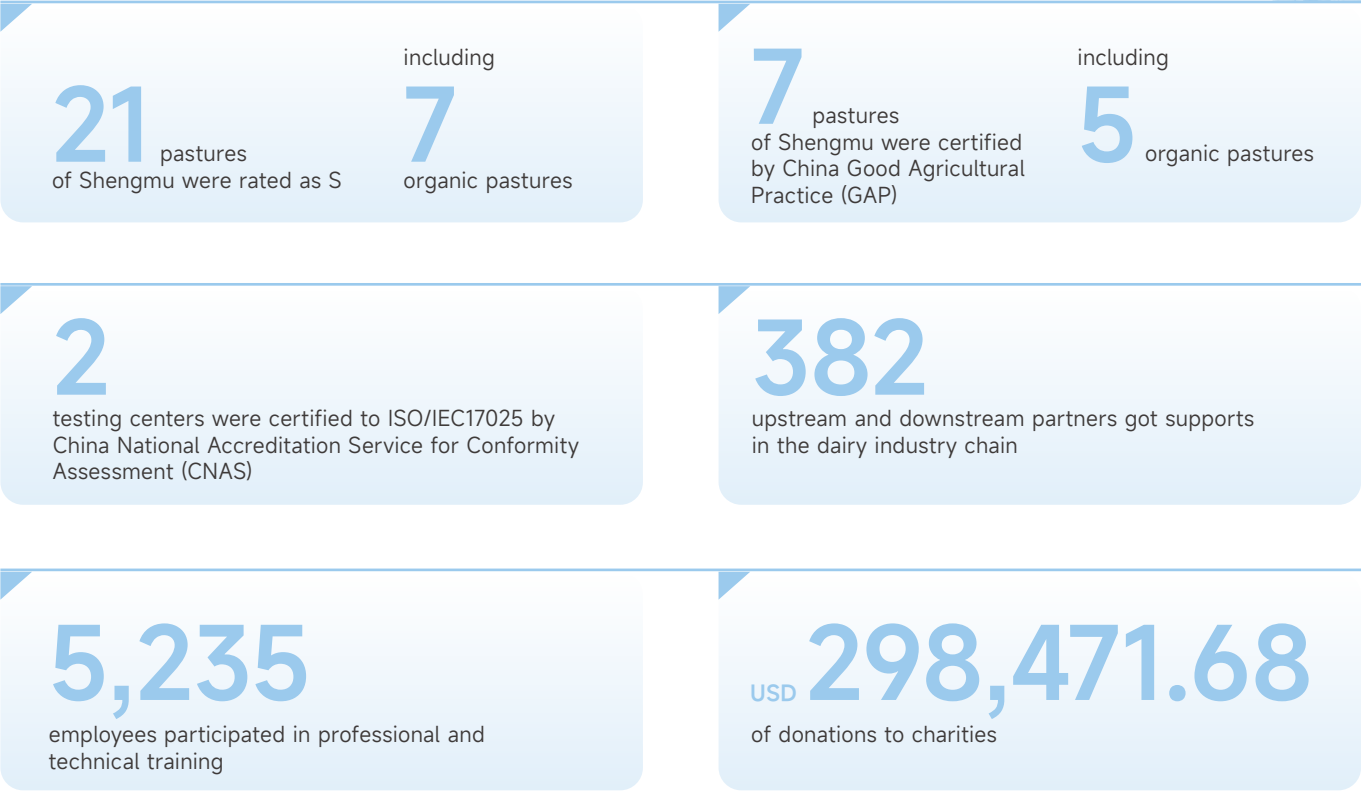 21 pastures
of Shengmu were rated as S
including
7
organic pastures
7 pastures
of Shengmu were certified
by China Good Agricultural
Practice (GAP)
including
5 organic pastures
2
testing centers were certified to ISO/IEC17025 by
China National Accreditation Service for Conformity
Assessment (CNAS)
382
upstream and downstream partners got supports
in the dairy industry chain
5,235
employees participated in professional and
technical training
USD 298,471.68
of donations to charities